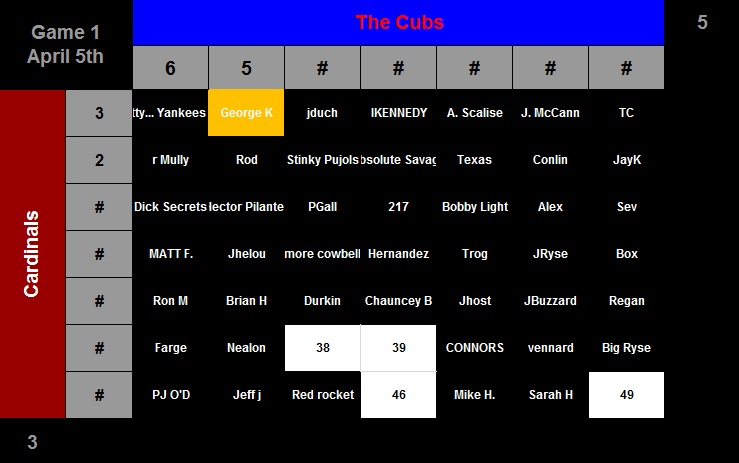 Game 1
April 5th
The Cubs
5
6 5 # # # # #
Cardinals
3 tty... Yankees George K jduch IKENNEDY A. Scalise J. McCann TC
2 r Mully Rod Stinky Pujols bsolute Savag Texas Conlin JayK
# Dick Secrets lector Pilante PGall 217 Bobby Light Alex Sev
# MATT F. Jhelou more cowbell Hernandez Trog JRyse Box
# Ron M Brian H Durkin Chauncey B Jhost JBuzzard Regan
# Farge Nealon 38 39 CONNORS vennard Big Ryse
# PJ O'D Jeff j Red rocket 46 Mike H. Sarah H 49
3